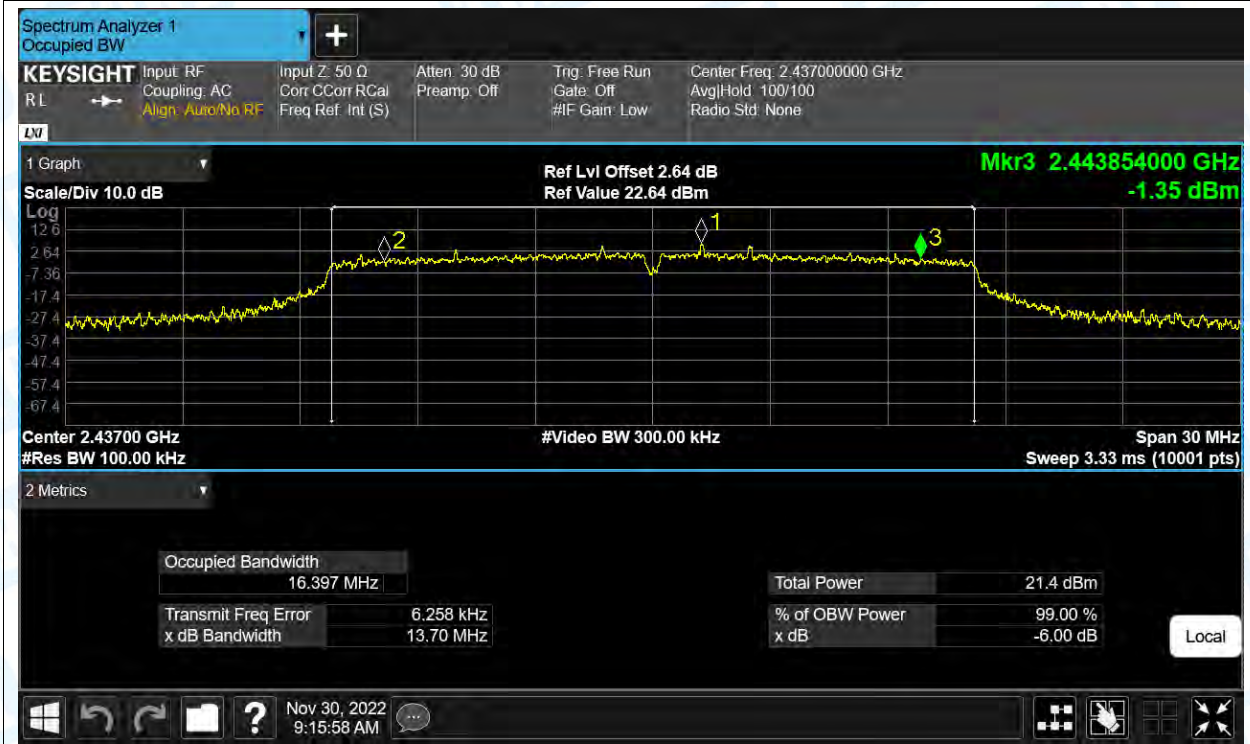 Spectrum Analyzer 1
Occupied BW
KEYSIGHT
R L
LXI
Input: RF
Coupling: AC
Align: Auto/No RF
Input Z: 50 Ω
Corr CCorr RCal
Freq Ref: Int (S)
Atten: 30 dB
Preamp: Off
Trig: Free Run
Gate: Off
#IF Gain: Low
Center Freq: 2.437000000 GHz
Avg|Hold: 100/100
Radio Std: None
1 Graph
Scale/Div 10.0 dB
Ref Lvl Offset 2.64 dB
Ref Value 22.64 dBm
Mkr3 2.443854000 GHz
-1.35 dBm
Log
12.6
2.64
-7.36
-17.4
-27.4
-37.4
-47.4
-57.4
-67.4
2
1
3
Center 2.43700 GHz
#Res BW 100.00 kHz
#Video BW 300.00 kHz
Span 30 MHz
Sweep 3.33 ms (10001 pts)
2 Metrics
Occupied Bandwidth
16.397 MHz
Transmit Freq Error 6.258 kHz
x dB Bandwidth 13.70 MHz
Total Power 21.4 dBm
% of OBW Power 99.00 %
x dB -6.00 dB
Local
?
Nov 30, 2022
9:15:58 AM